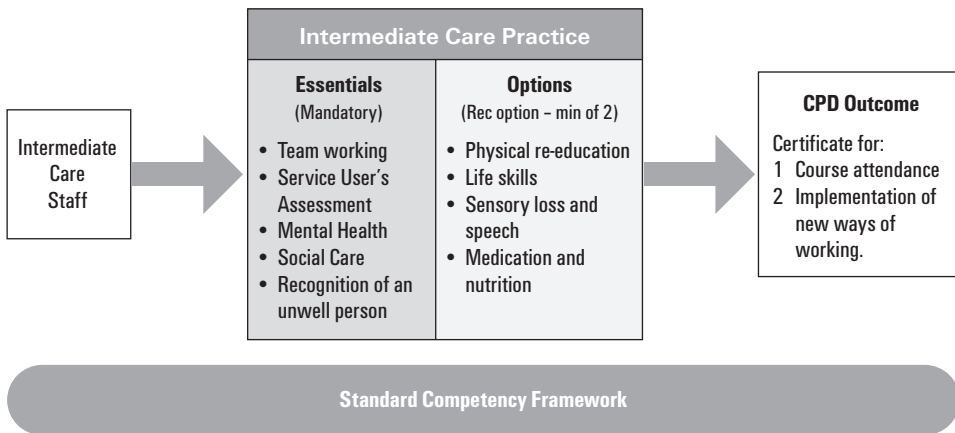 Intermediate
Care
Staff
Intermediate Care Practice
Essentials
(Mandatory)
• Team working
• Service User's
Assessment
• Mental Health
• Social Care
• Recognition of an
unwell person
Options
(Rec option – min of 2)
• Physical re-education
• Life skills
• Sensory loss and
speech
• Medication and
nutrition
CPD Outcome
Certificate for:
1 Course attendance
2 Implementation of
new ways of
working.
Standard Competency Framework